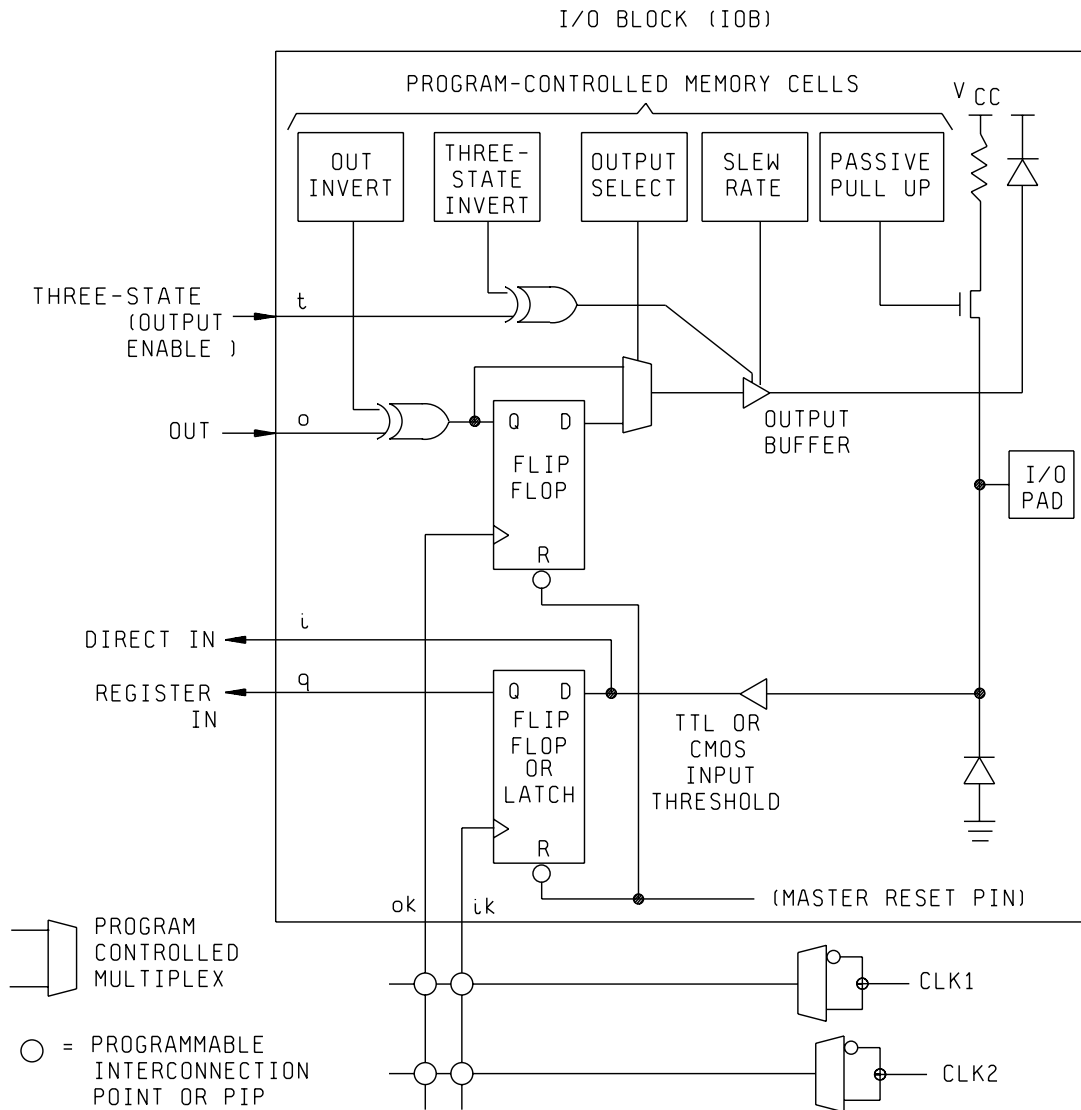 I/O BLOCK (IOB)
PROGRAM-CONTROLLED MEMORY CELLS
V CC
OUT
INVERT
THREE-
STATE
INVERT
OUTPUT
SELECT
SLEW
RATE
PASSIVE
PULL UP
THREE-STATE
(OUTPUT
ENABLE )
t
OUT
o
Q D
FLIP
FLOP
R
OUTPUT
BUFFER
I/O
PAD
DIRECT IN
i
REGISTER
IN
q
Q D
FLIP
FLOP
OR
LATCH
R
TTL OR
CMOS
INPUT
THRESHOLD
ok
ik
(MASTER RESET PIN)
PROGRAM
CONTROLLED
MULTIPLEX
CLK1
= PROGRAMMABLE
INTERCONNECTION
POINT OR PIP
CLK2